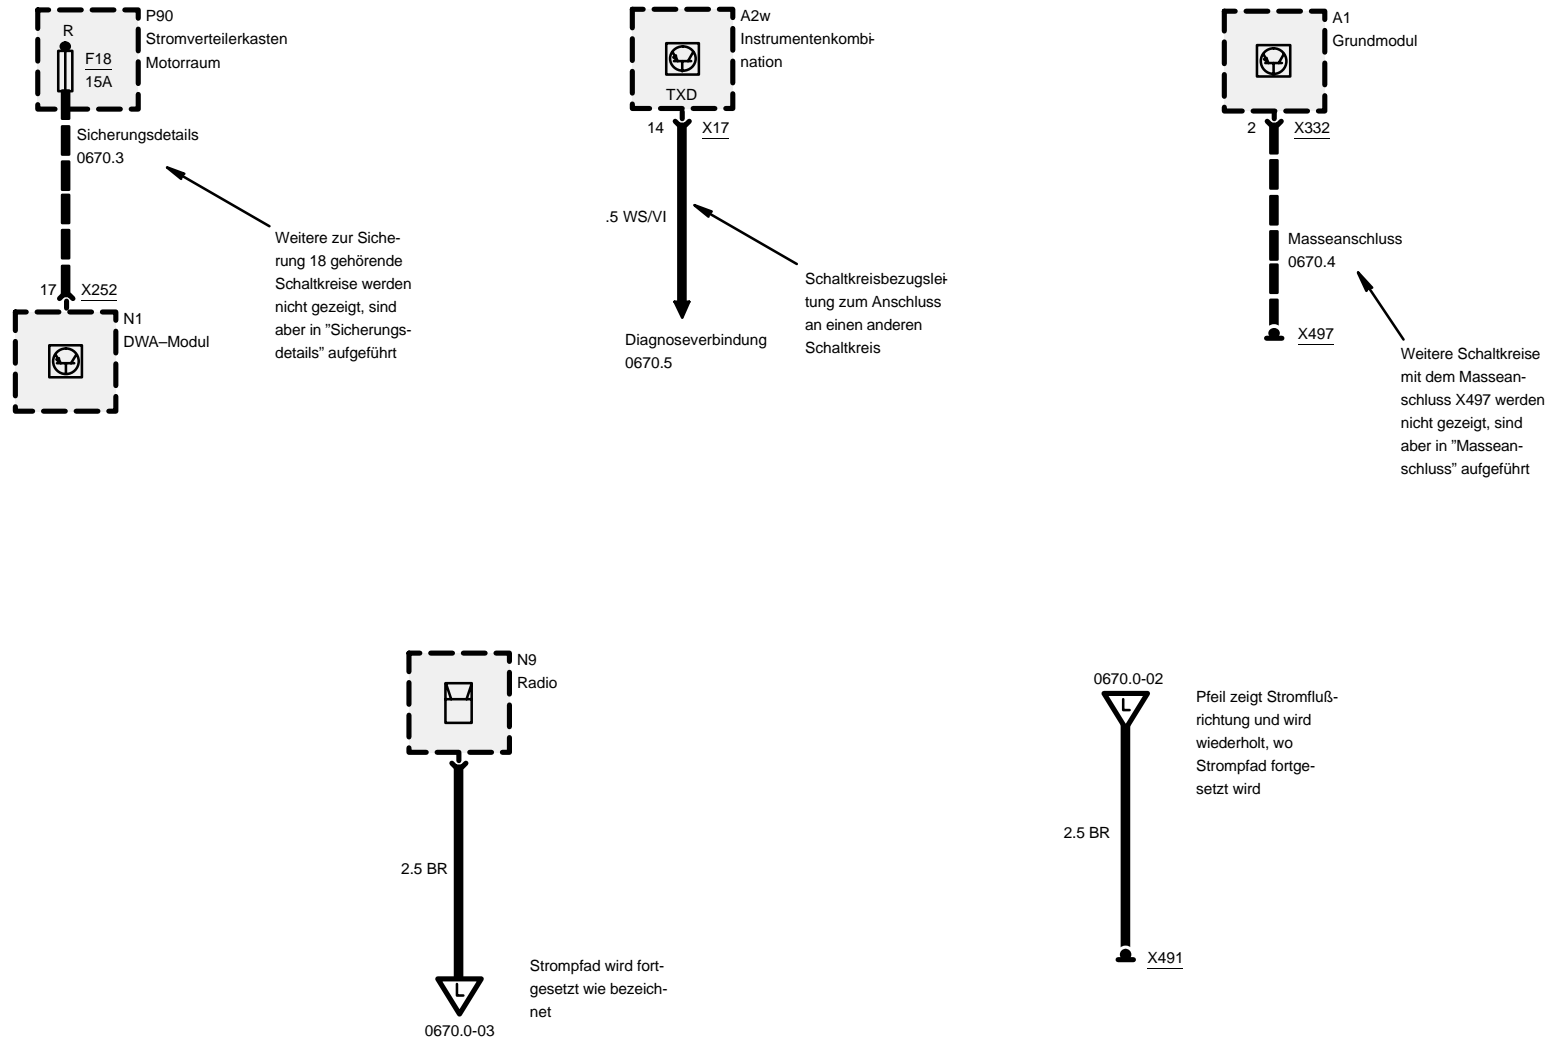 P90
Stromverteilerkasten
Motorraum
R
F18
15A
Sicherungsdetails
0670.3
Weitere zur Siche-
rung 18 gehörende
Schaltkreise werden
nicht gezeigt, sind
aber in ”Sicherungs-
details” aufgeführt
17 X252
N1
DWA–Modul
A2w
Instrumentenkombi-
nation
TXD
14 X17
.5 WS/VI
Schaltkreisbezugslei-
tung zum Anschluss
an einen anderen
Schaltkreis
Diagnoseverbindung
0670.5
A1
Grundmodul
2 X332
Masseanschluss
0670.4
X497
Weitere Schaltkreise
mit dem Massean-
schluss X497 werden
nicht gezeigt, sind
aber in ”Massean-
schluss” aufgeführt
N9
Radio
2.5 BR
L
0670.0-03
Strompfad wird fort-
gesetzt wie bezeich-
net
0670.0-02
L
Pfeil zeigt Stromfluß-
richtung und wird
wiederholt, wo
Strompfad fortge-
setzt wird
2.5 BR
X491